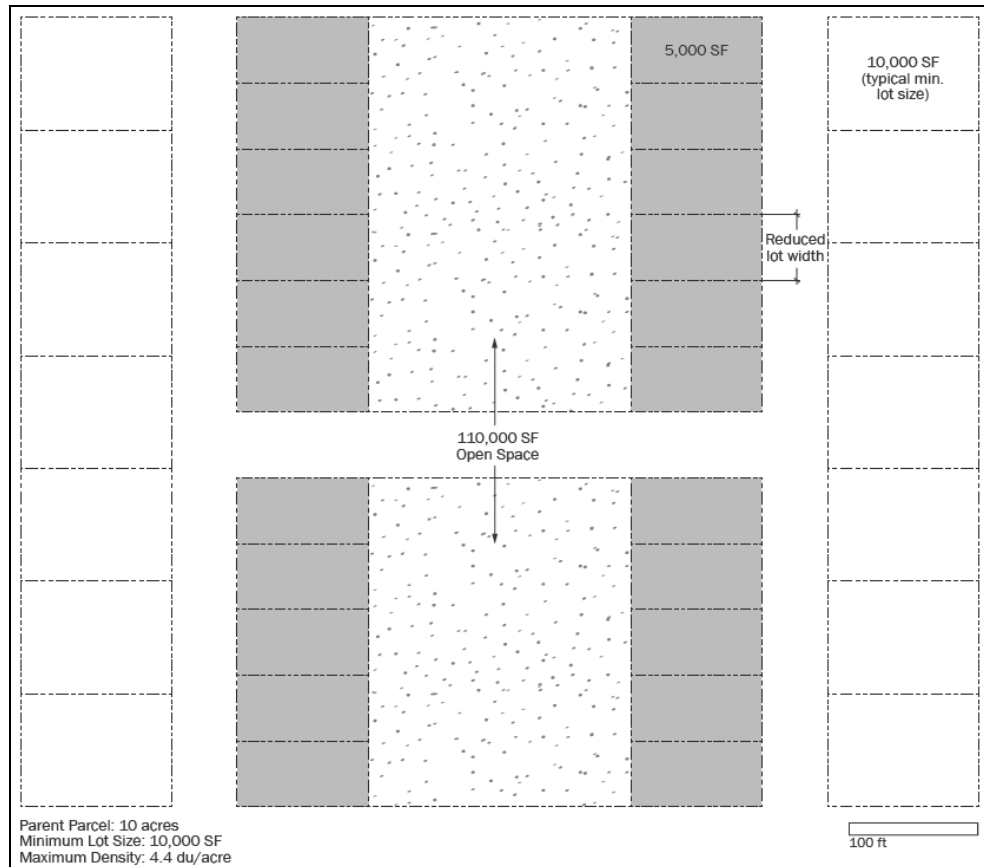 5,000 SF
10,000 SF
(typical min.
lot size)
Reduced
lot width
110,000 SF
Open Space
Parent Parcel: 10 acres
Minimum Lot Size: 10,000 SF
Maximum Density: 4.4 du/acre
100 ft